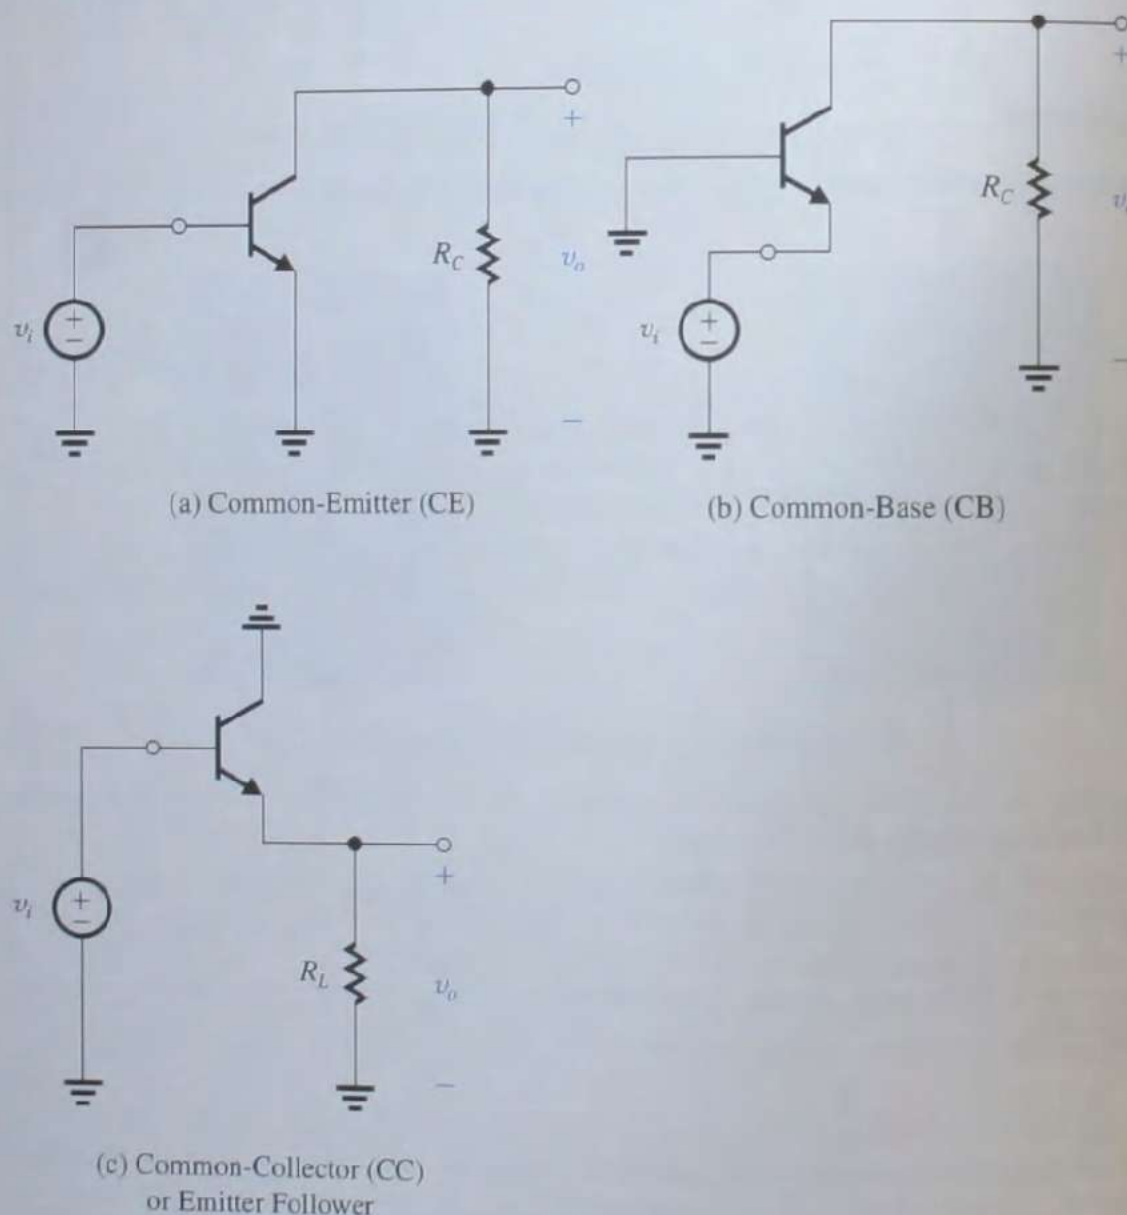 +
R_C
v_o
v_i
+
−
−
(a) Common-Emitter (CE)
+
R_C
v_i
+
−
−
(b) Common-Base (CB)
+
v_i
+
−
R_L
v_o
−
(c) Common-Collector (CC)
or Emitter Follower